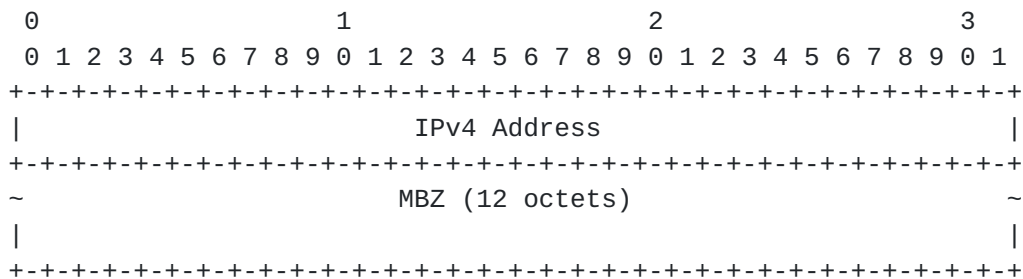 0                   1                   2                   3
 0 1 2 3 4 5 6 7 8 9 0 1 2 3 4 5 6 7 8 9 0 1 2 3 4 5 6 7 8 9 0 1
+-+-+-+-+-+-+-+-+-+-+-+-+-+-+-+-+-+-+-+-+-+-+-+-+-+-+-+-+-+-+-+-+
|                         IPv4 Address                          |
+-+-+-+-+-+-+-+-+-+-+-+-+-+-+-+-+-+-+-+-+-+-+-+-+-+-+-+-+-+-+-+-+
~                        MBZ (12 octets)                        ~
|                                                               |
+-+-+-+-+-+-+-+-+-+-+-+-+-+-+-+-+-+-+-+-+-+-+-+-+-+-+-+-+-+-+-+-+